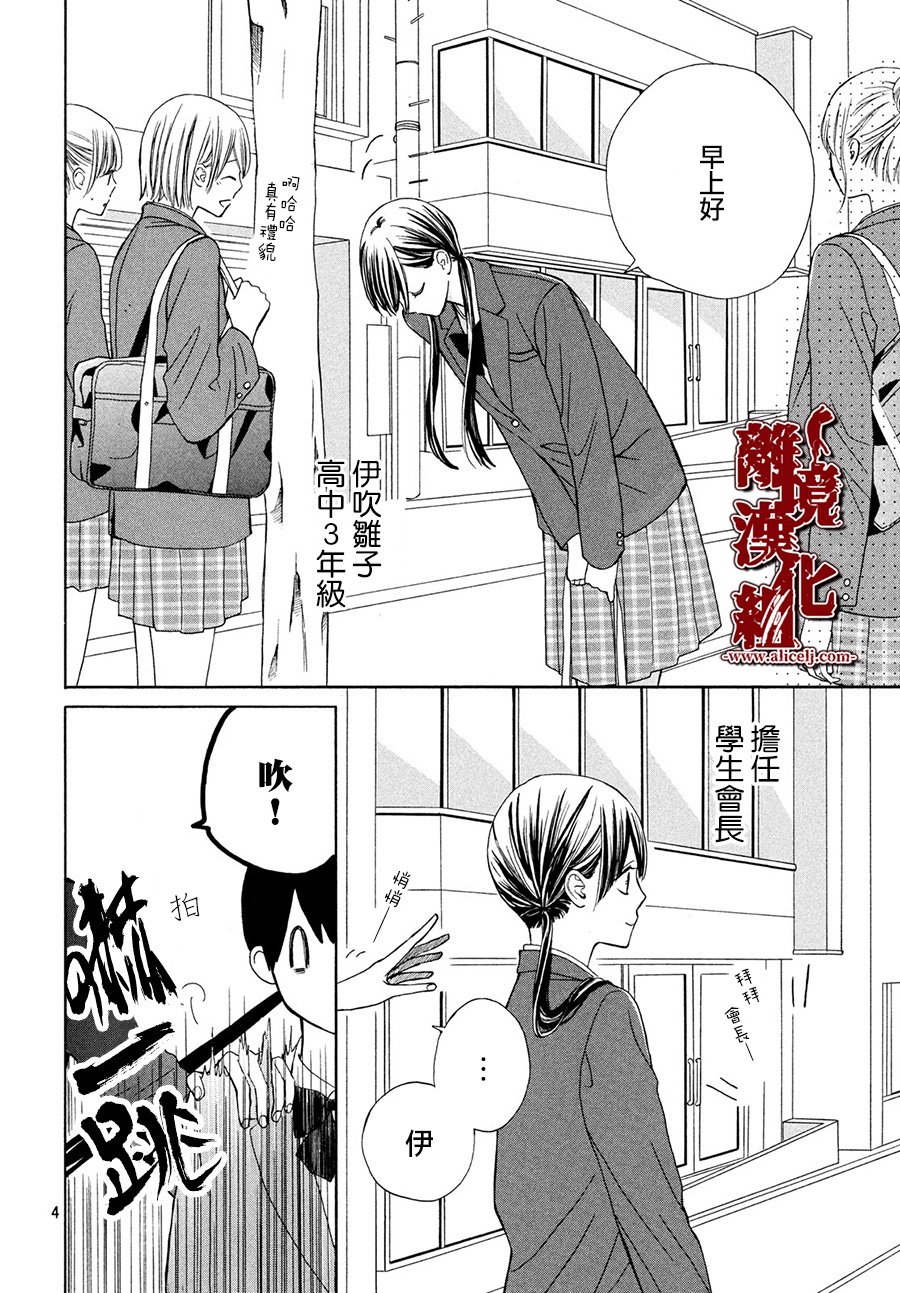 早上好
啊哈哈
真有禮貌
伊吹雛子
高中3年級
離境漢化組
-www.alicelj.com-
擔任
學生會長
悄悄—
拜拜
會長—
…
伊
吹！
拍
嚇一跳
4